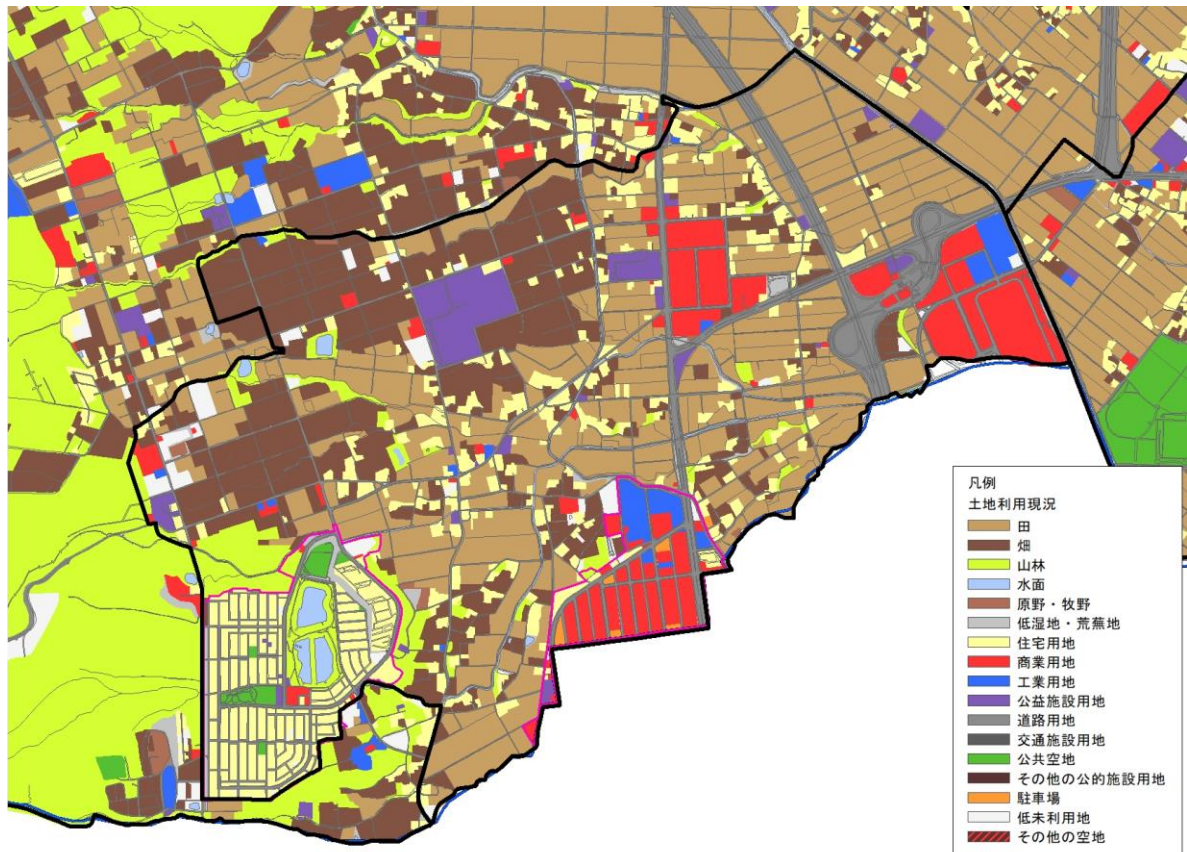 凡例
土地利用現況
田
畑
山林
水面
原野・牧野
低湿地・荒蕪地
住宅用地
商業用地
工業用地
公益施設用地
道路用地
交通施設用地
公共空地
その他の公的施設用地
駐車場
低未利用地
その他の空地